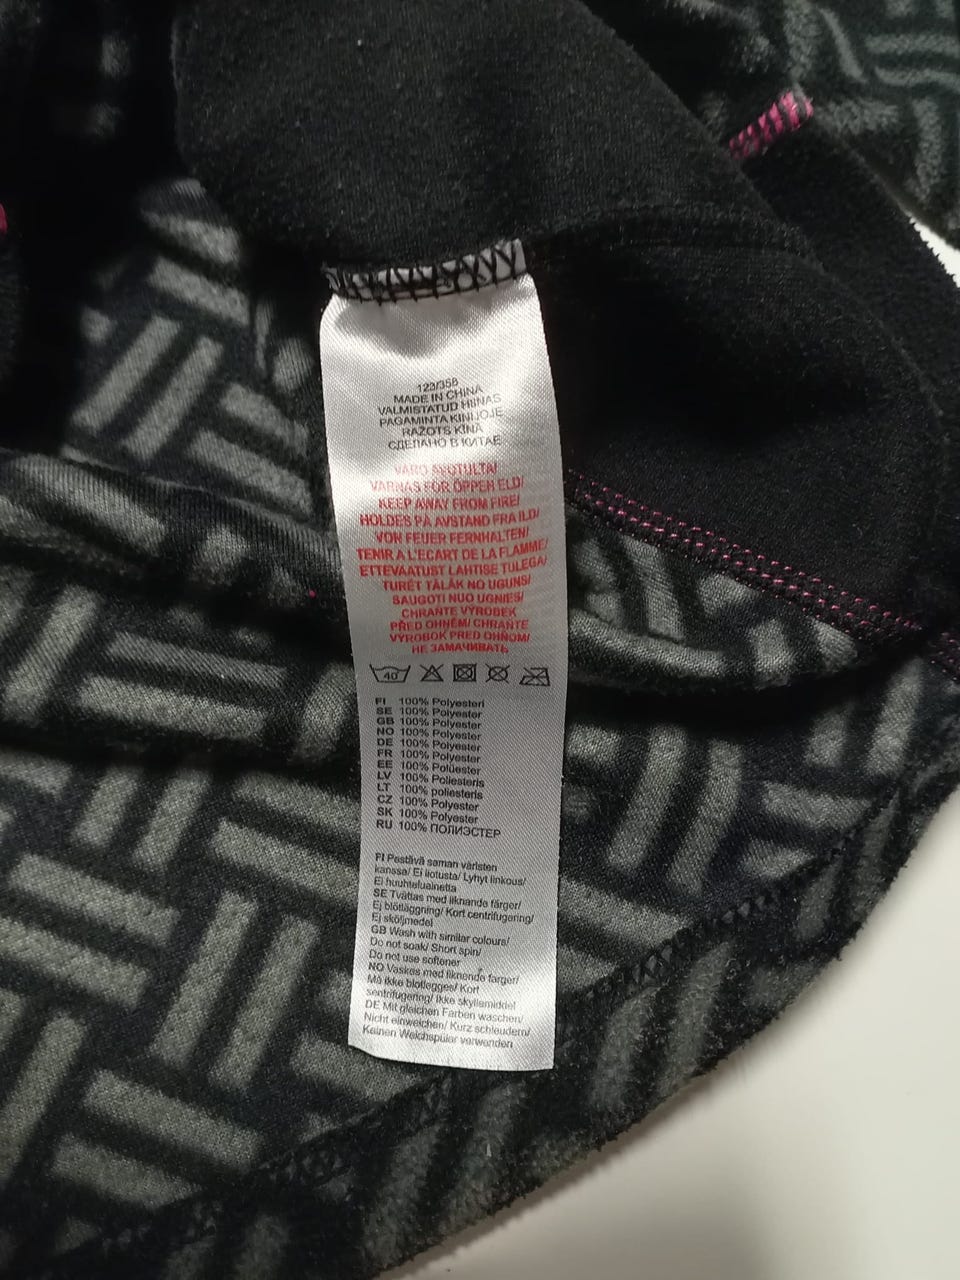 123/358
MADE IN CHINA
VALMISTATUD HIINAS
PAGAMINTA KINIJOJE
RAŽOTS ĶĪNĀ
СДЕЛАНО В КИТАЕ
VARO AVOTULTA/
VARNAS FÖR ÖPPER ELD/
KEEP AWAY FROM FIRE/
HOLDES PÅ AVSTAND FRA ILD/
VON FEUER FERNHALTEN/
TENIR A L'ECART DE LA FLAMME/
ETTEVAATUST LAHTISE TULEGA/
TURĒT TĀLĀK NO UGUNS/
SAUGOTI NUO UGNIES/
CHRANTE VÝROBEK
PŘED OHNĚM/ CHRÁŇTE
VÝROBOK PRED OHŇOM/
НЕ ЗАМАЧИВАТЬ
40
FI 100% Polyesteri
SE 100% Polyester
GB 100% Polyester
NO 100% Polyester
DE 100% Polyester
FR 100% Polyester
EE 100% Polüester
LV 100% Poliesteris
LT 100% poliesteris
CZ 100% Polyester
SK 100% Polyester
RU 100% ПОЛИЭСТЕР
FI Pestävä saman väristen
kanssa/ Ei liotusta/ Lyhyt linkous/
Ei huuhteluainetta
SE Tvättas med liknande färger/
Ej blötläggning/ Kort centrifugering/
Ej sköljmedel
GB Wash with similar colours/
Do not soak/ Short spin/
Do not use softener
NO Vaskes med liknende farger/
Må ikke bløtlegges/ Kort
sentrifugering/ Ikke skyllemiddel
DE Mit gleichen Farben waschen/
Nicht einweichen/ Kurz schleudern/
Keinen Weichspüler verwenden